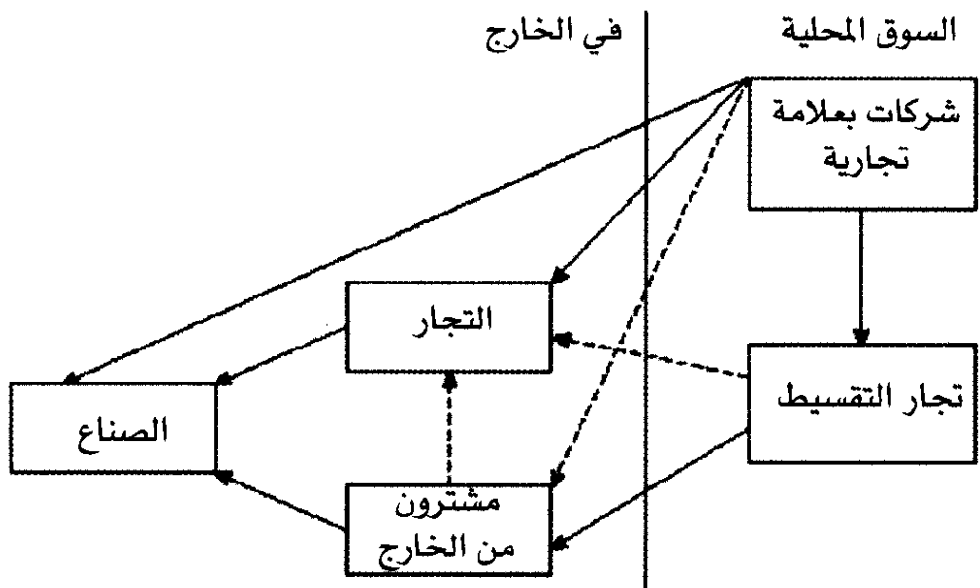 السوق المحلية
في الخارج
شركات بعلامة
تجارية
التجار
تجار التقسيط
الصناع
مشترون
من الخارج